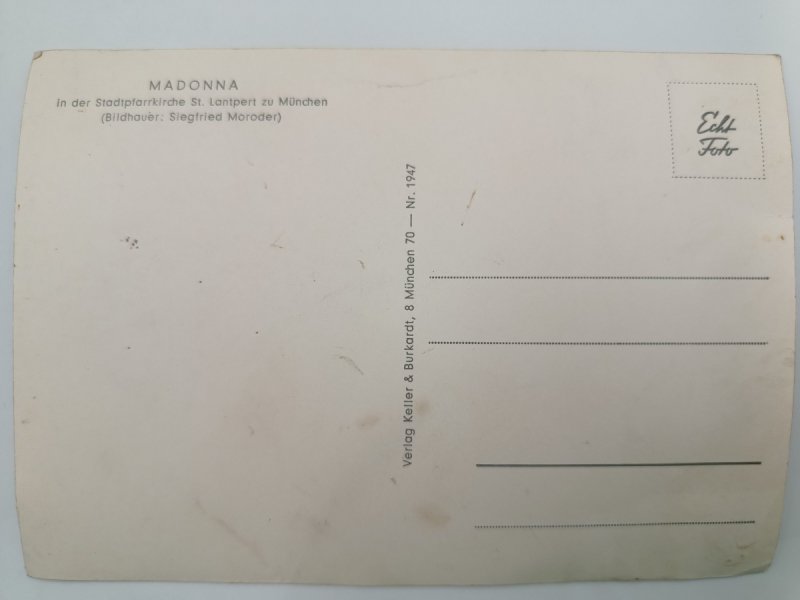 MADONNA
in der Stadtpfarrkirche St. Lantpert zu München
(Bildhauer: Siegfried Moroder)
Echt
Foto
Verlag Keller & Burkardt, 8 München 70 — Nr. 1947